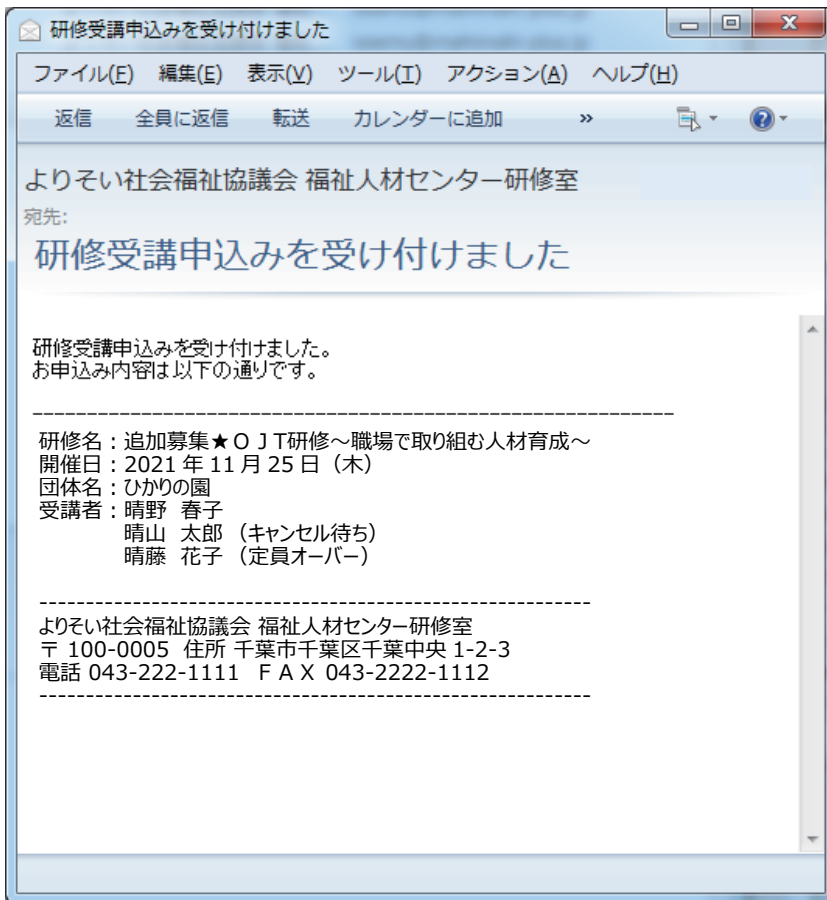 研修受講申込みを受け付けました
ファイル(F) 編集(E) 表示(V) ツール(T) アクション(A) ヘルプ(H)
返信 全員に返信 転送 カレンダーに追加 »
よりそい社会福祉協議会 福祉人材センター研修室
宛先:
研修受講申込みを受け付けました
研修受講申込みを受け付けました。
お申込み内容は以下の通りです。
------------------------------------------------------------
研修名：追加募集★ＯＪＴ研修～職場で取り組む人材育成～
開催日：2021 年 11 月 25 日（木）
団体名：ひかりの園
受講者：晴野 春子
晴山 太郎 （キャンセル待ち）
晴藤 花子 （定員オーバー）
------------------------------------------------------------
よりそい社会福祉協議会 福祉人材センター研修室
〒 100-0005 住所 千葉市千葉区千葉中央 1-2-3
電話 043-222-1111 ＦＡＸ 043-2222-1112
------------------------------------------------------------